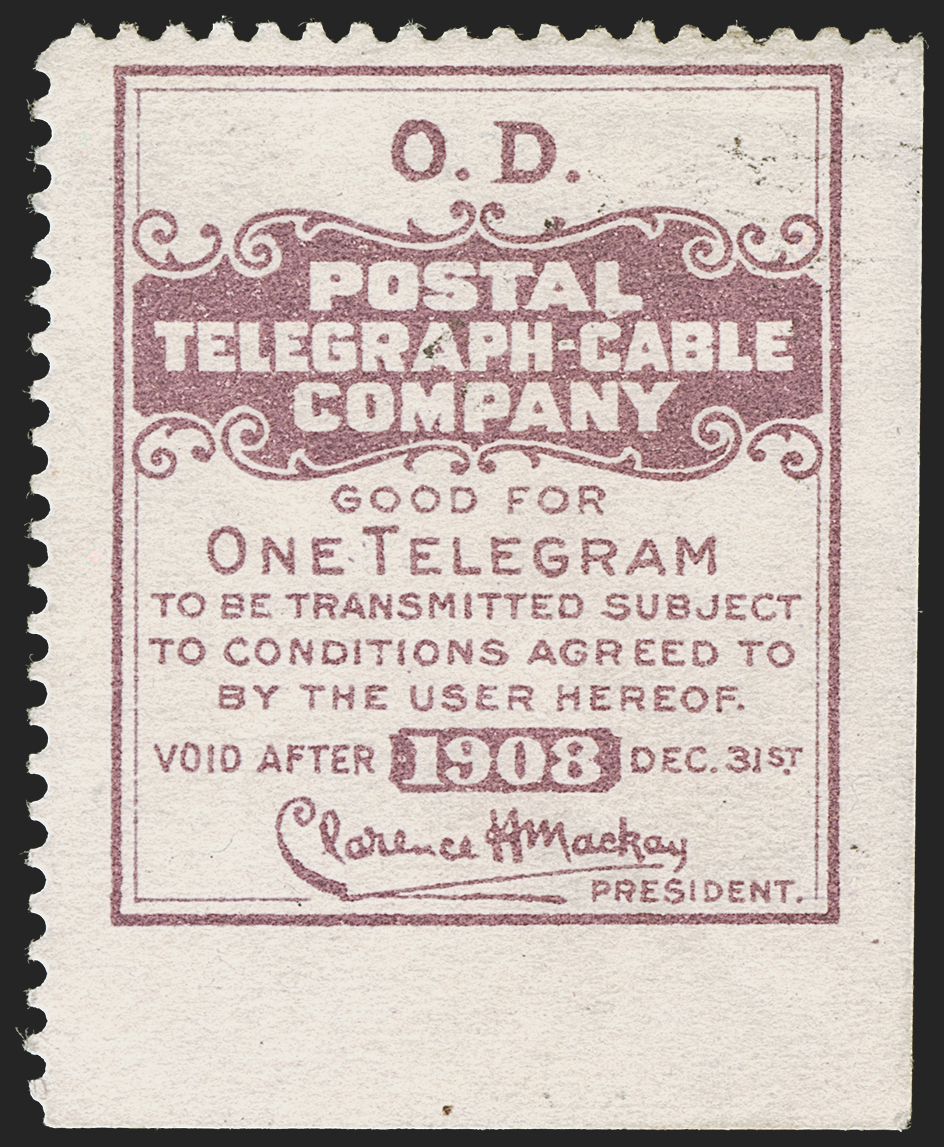 O. D.
POSTAL
TELEGRAPH-CABLE
COMPANY
GOOD FOR
ONE TELEGRAM
TO BE TRANSMITTED SUBJECT
TO CONDITIONS AGREED TO
BY THE USER HEREOF.
VOID AFTER 1908 DEC. 31ST
Clarence H Mackay
PRESIDENT.